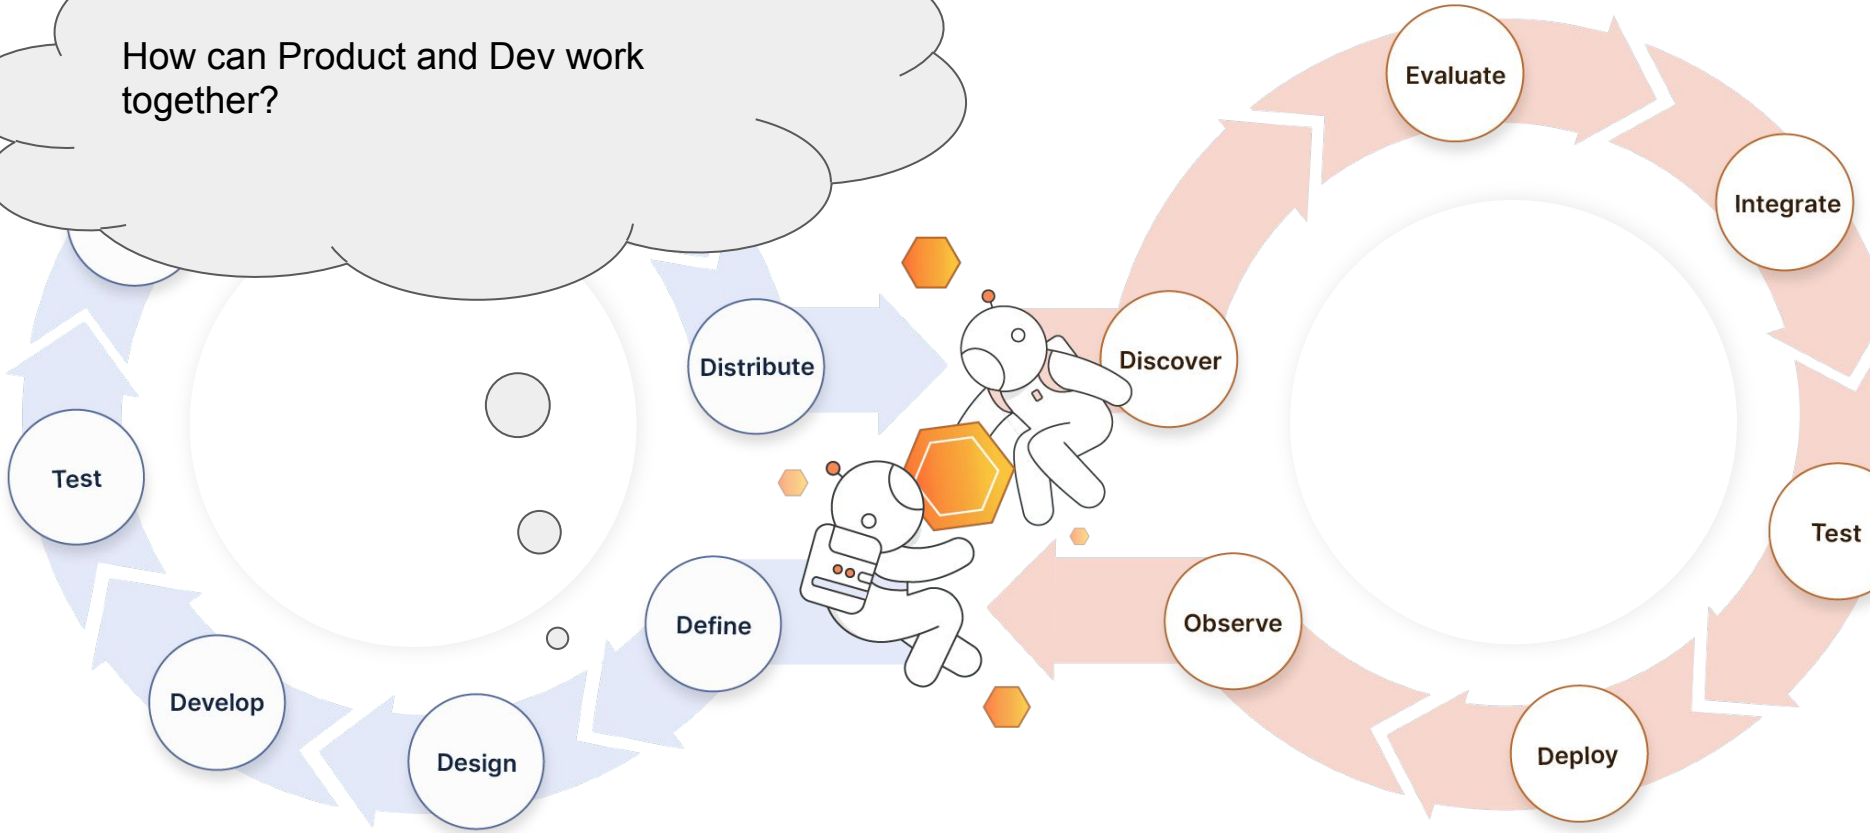 How can Product and Dev work
together?
Evaluate
Integrate
Distribute
Discover
Test
Test
Define
Observe
Develop
Design
Deploy